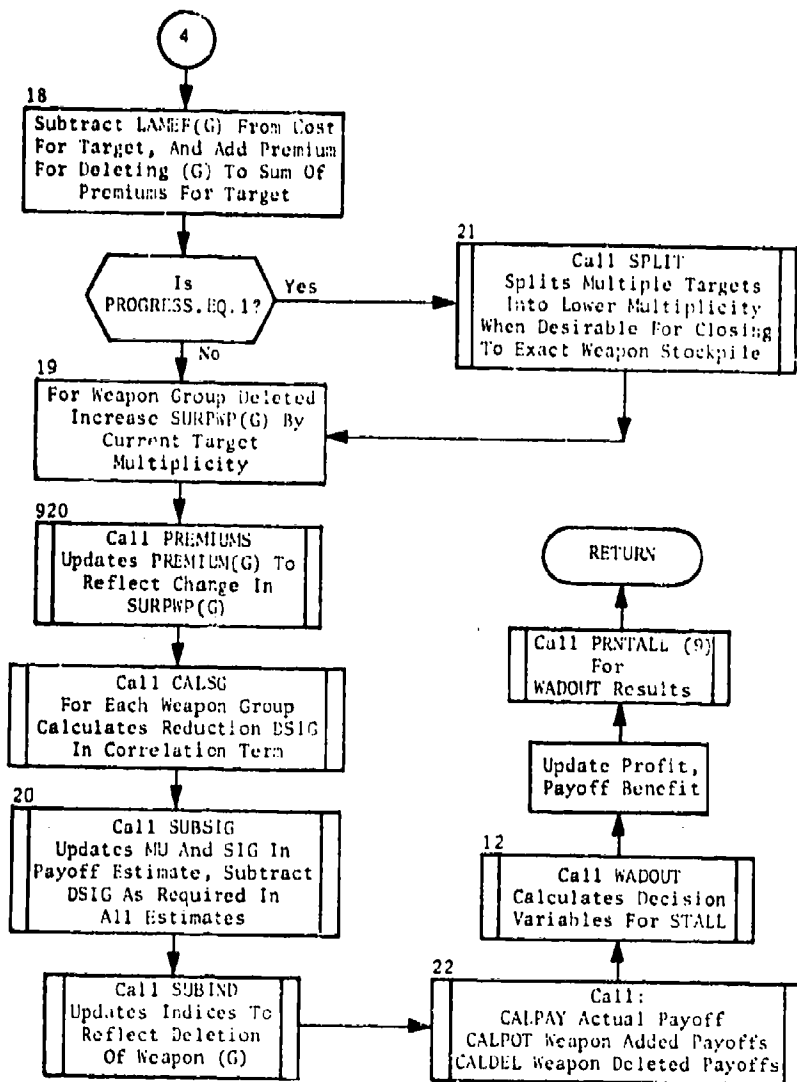 4
18
Subtract LAMEF(G) From Cost
For Target, And Add Premium
For Deleting (G) To Sum Of
Premiums For Target
Is
PROGRESS.EQ.1?
Yes
No
21
Call SPLIT
Splits Multiple Targets
Into Lower Multiplicity
When Desirable For Closing
To Exact Weapon Stockpile
19
For Weapon Group Deleted
Increase SURPWP(G) By
Current Target
Multiplicity
920
Call PREMIUMS
Updates PREMIUM(G) To
Reflect Change In
SURPWP(G)
Call CALSG
For Each Weapon Group
Calculates Reduction DSIG
In Correlation Term
20
Call SUBSIG
Updates MU And SIG In
Payoff Estimate, Subtract
DSIG As Required In
All Estimates
Call SUBIND
Updates Indices To
Reflect Deletion
Of Weapon (G)
22
Call:
CALPAY Actual Payoff
CALPOT Weapon Added Payoffs
CALDEL Weapon Deleted Payoffs
12
Call WADOUT
Calculates Decision
Variables For STALL
Update Profit,
Payoff Benefit
Call PRNTALL (9)
For
WADOUT Results
RETURN